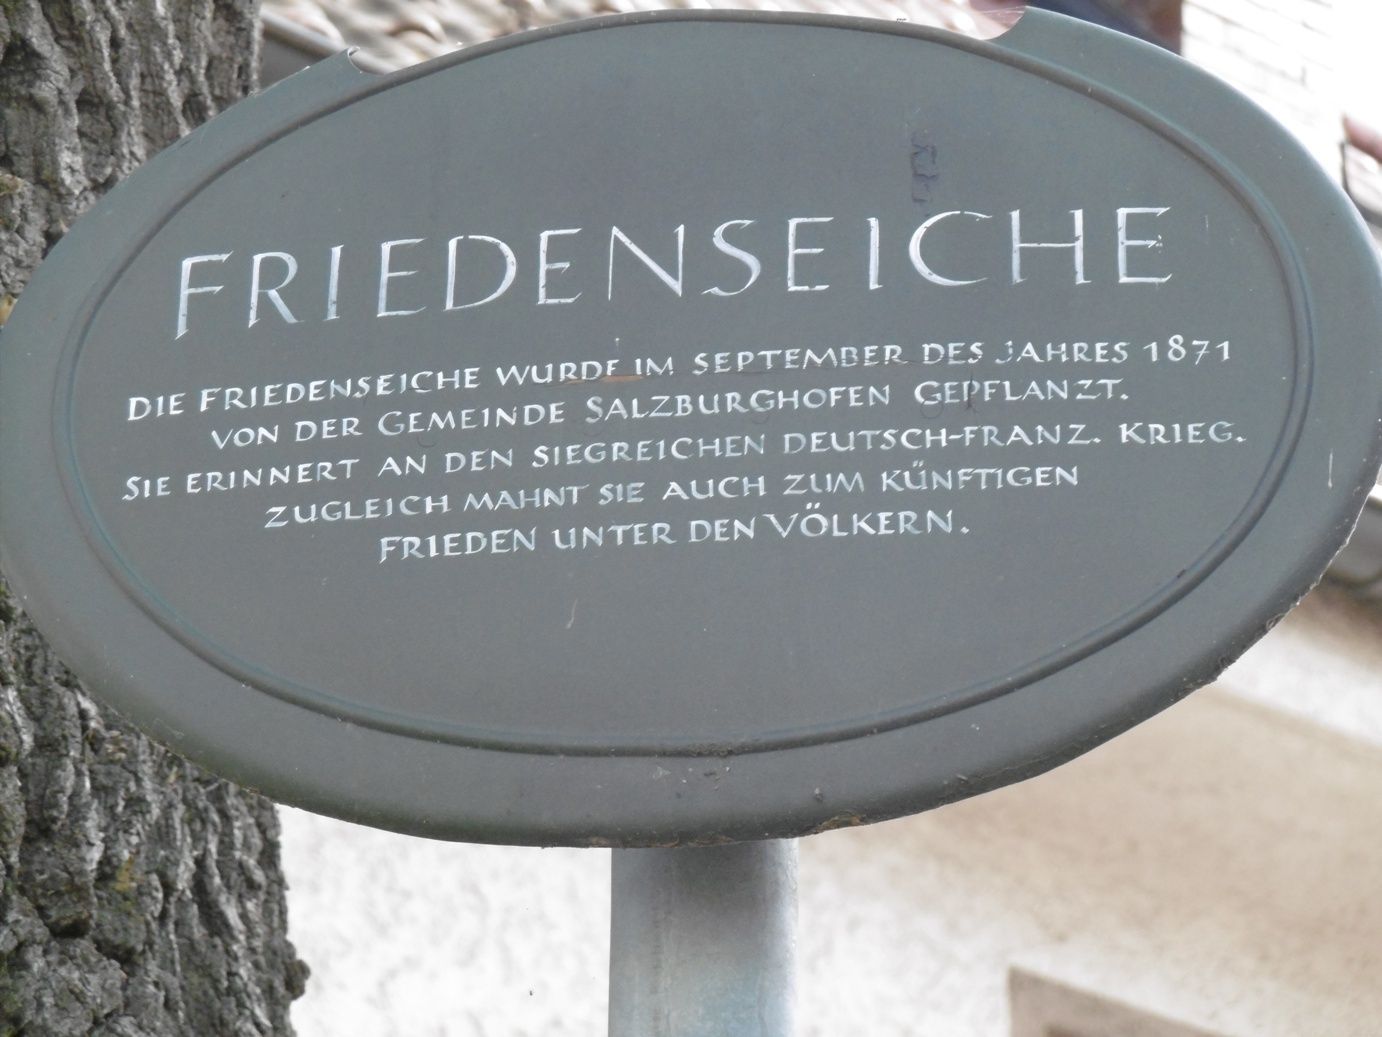 FRIEDENSEICHE
DIE FRIEDENSEICHE WURDE IM SEPTEMBER DES JAHRES 1871
VON DER GEMEINDE SALZBURGHOFEN GEPFLANZT.
SIE ERINNERT AN DEN SIEGREICHEN DEUTSCH-FRANZ. KRIEG.
ZUGLEICH MAHNT SIE AUCH ZUM KÜNFTIGEN
FRIEDEN UNTER DEN VÖLKERN.